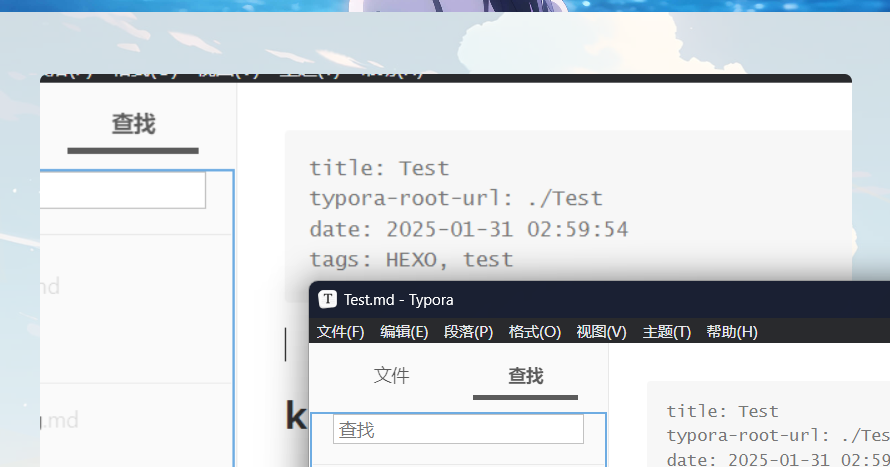 查找
title: Test
typora-root-url: ./Test
date: 2025-01-31 02:59:54
tags: HEXO, test
.md
.md
k
T Test.md - Typora
文件(F) 编辑(E) 段落(P) 格式(O) 视图(V) 主题(T) 帮助(H)
文件 查找
查找
title: Test
typora-root-url: ./Tes
date: 2025-01-31 02:59